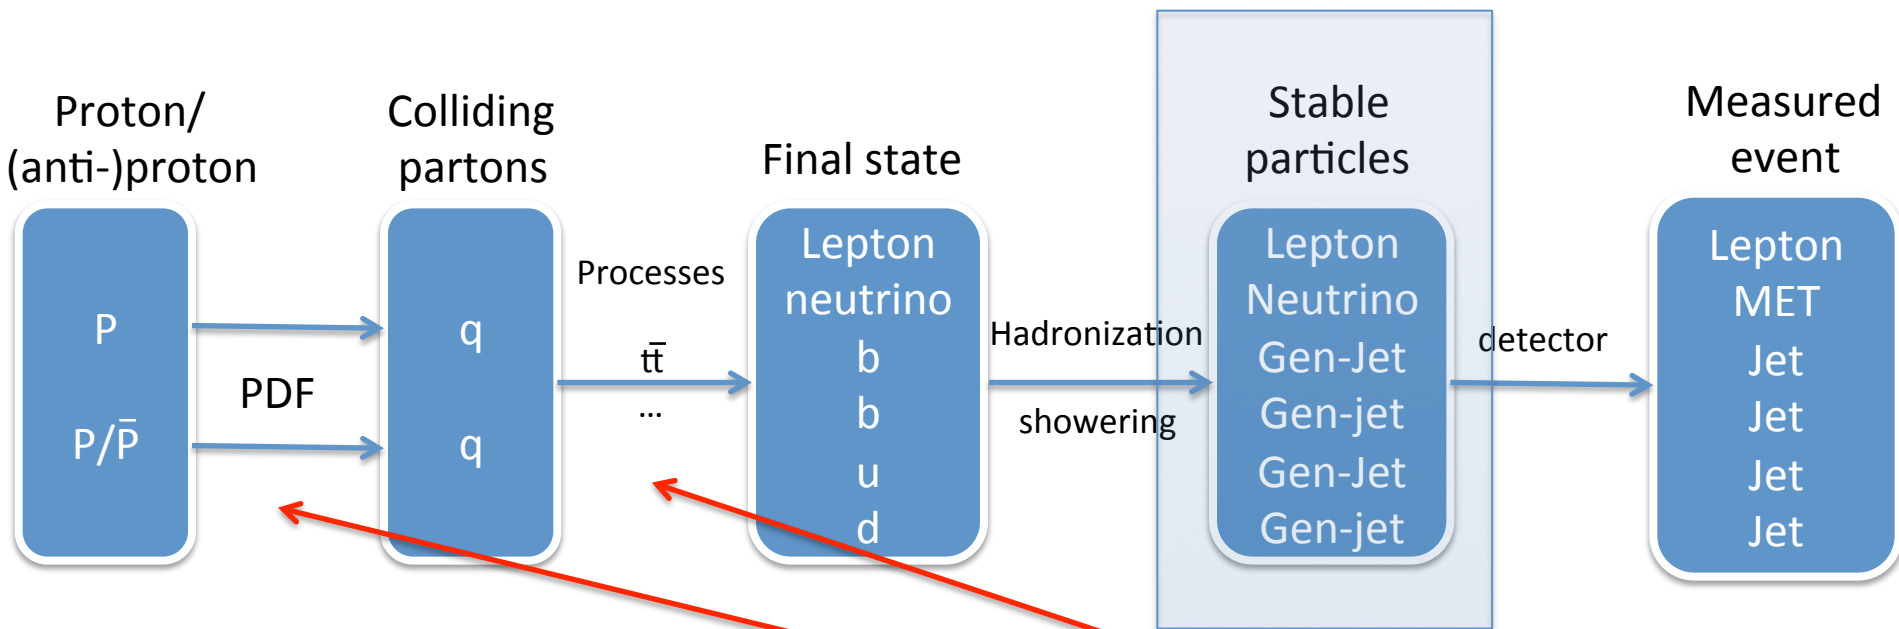 Proton/
(anti-)proton
P
P/P̄
PDF
Colliding
partons
q
q
Processes
tt̄
...
Final state
Lepton
neutrino
b
b
u
d
Hadronization
showering
Stable
particles
Lepton
Neutrino
Gen-Jet
Gen-jet
Gen-Jet
Gen-jet
detector
Measured
event
Lepton
MET
Jet
Jet
Jet
Jet